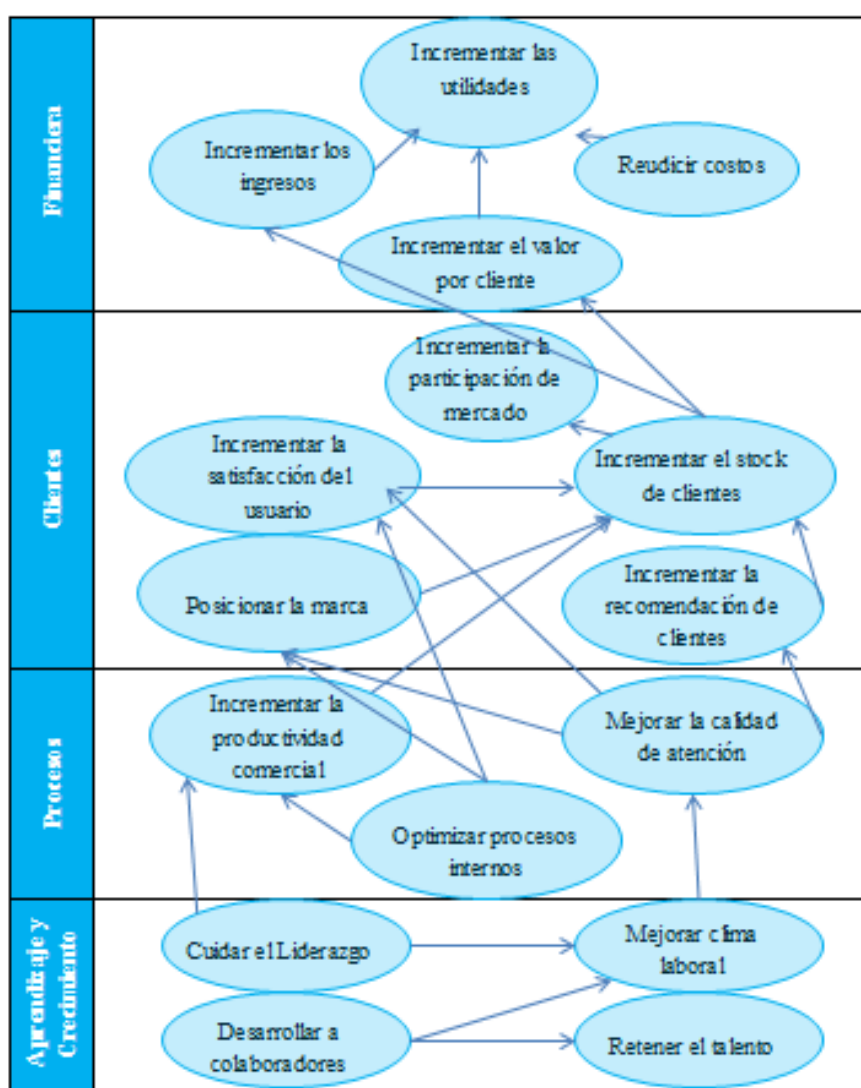 Financiera
Incrementar las
utilidades
Incrementar los
ingresos
Reudicir costos
Incrementar el valor
por cliente
Clientes
Incrementar la
participación de
mercado
Incrementar la
satisfacción del
usuario
Incrementar el stock
de clientes
Posicionar la marca
Incrementar la
recomendación de
clientes
Procesos
Incrementar la
productividad
comercial
Mejorar la calidad
de atención
Optimizar procesos
internos
Aprendizaje y
Crecimiento
Cuidar el Liderazgo
Mejorar clima
laboral
Desarrollar a
colaboradores
Retener el talento